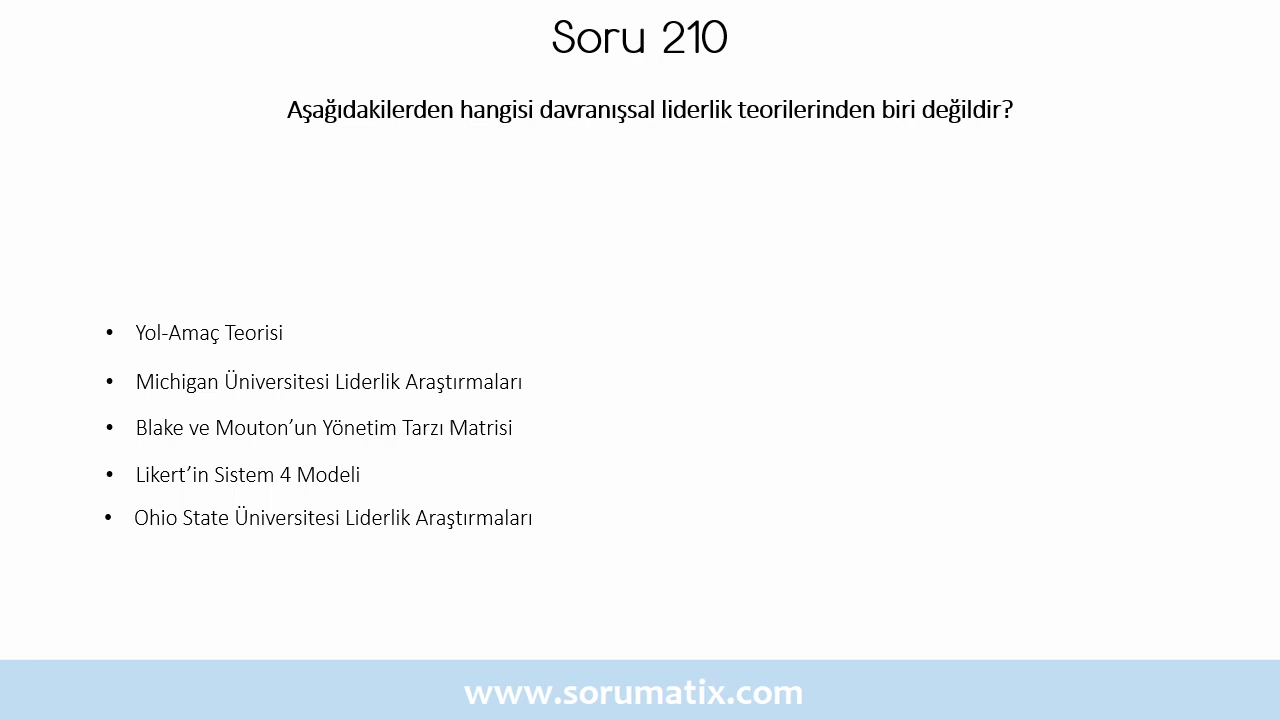 Soru 210
Aşağıdakilerden hangisi davranışsal liderlik teorilerinden biri değildir?
• Yol-Amaç Teorisi
• Michigan Üniversitesi Liderlik Araştırmaları
• Blake ve Mouton’un Yönetim Tarzı Matrisi
• Likert’in Sistem 4 Modeli
• Ohio State Üniversitesi Liderlik Araştırmaları
www.sorumatix.com